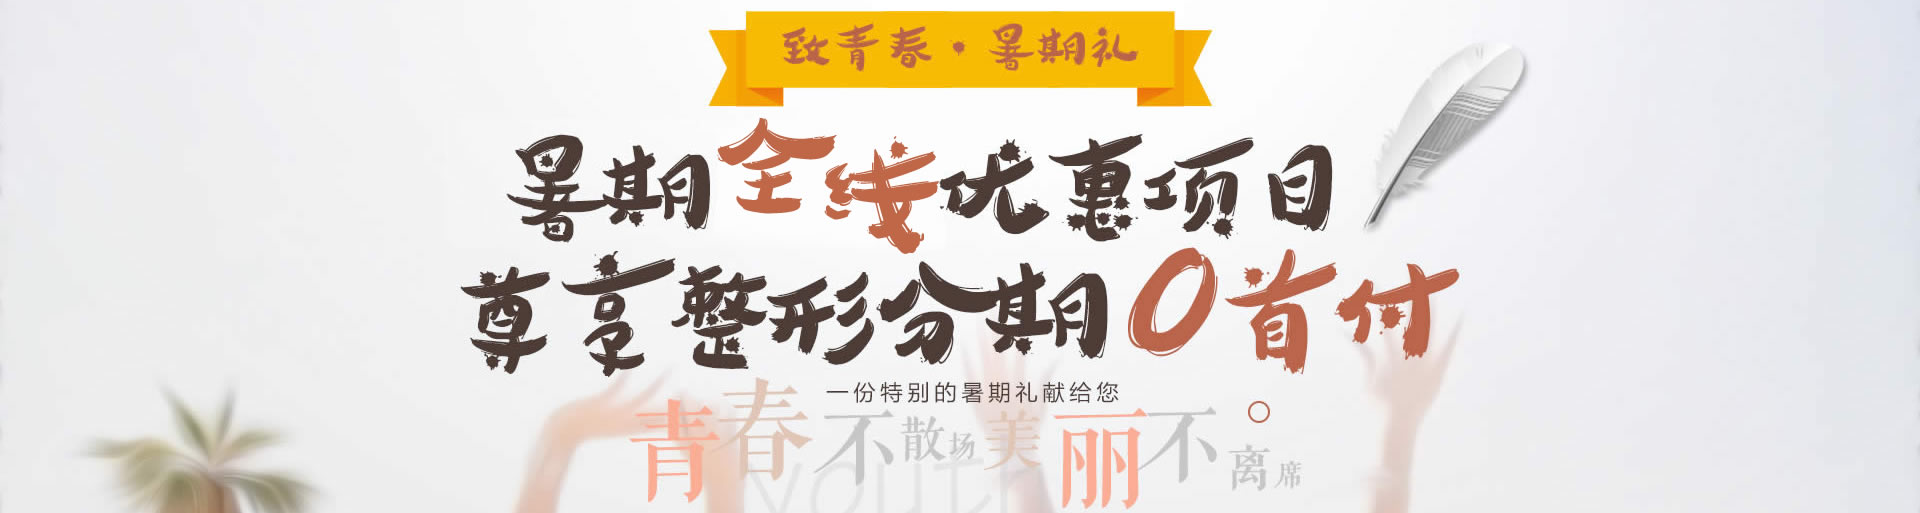 致青春·暑期礼
暑期全线优惠项目
尊享整形分期0首付
一份特别的暑期礼献给您
青春不散场美丽不离席
youth